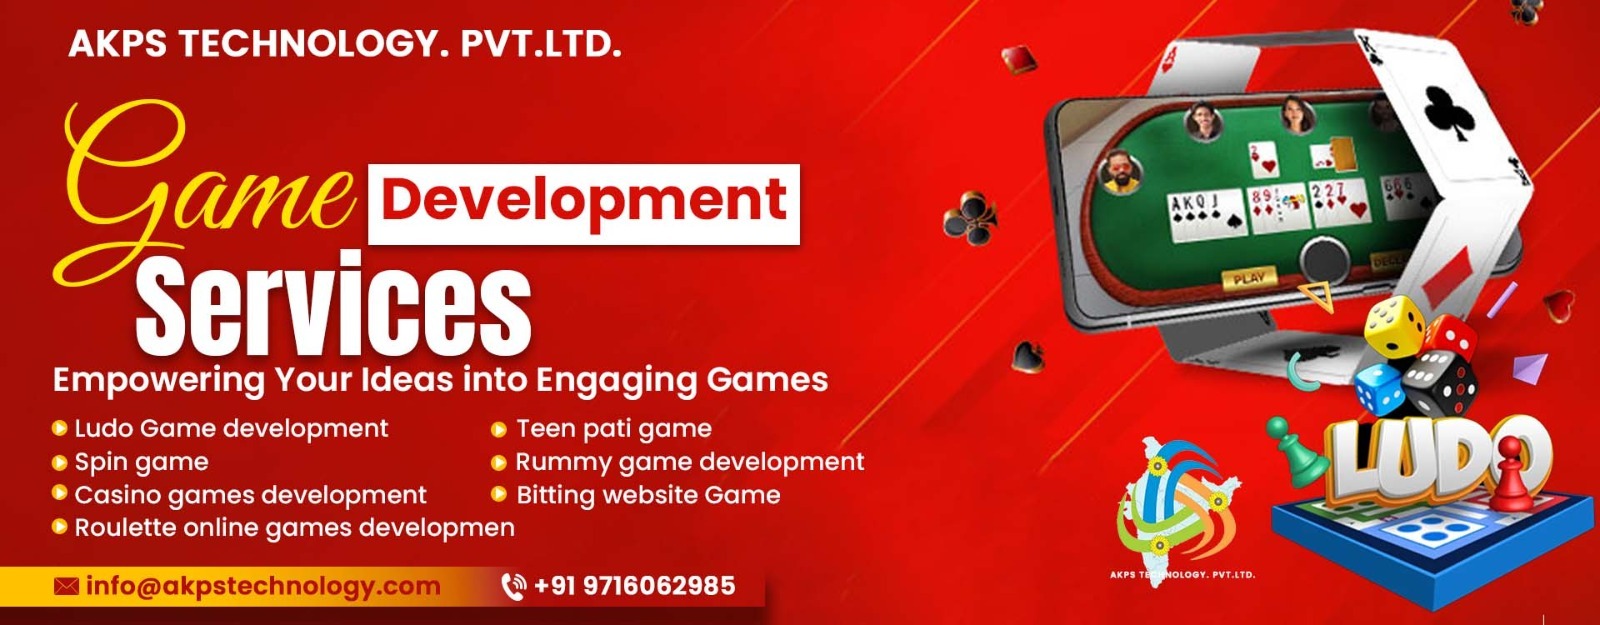 AKPS TECHNOLOGY. PVT.LTD.
Game Development
Services
Empowering Your Ideas into Engaging Games
Ludo Game development
Spin game
Casino games development
Roulette online games developmen
Teen pati game
Rummy game development
Bitting website Game
info@akpstechnology.com
+91 9716062985
K
PLAY
A K Q J
LUDO
AKPS TECHNOLOGY. PVT.LTD.